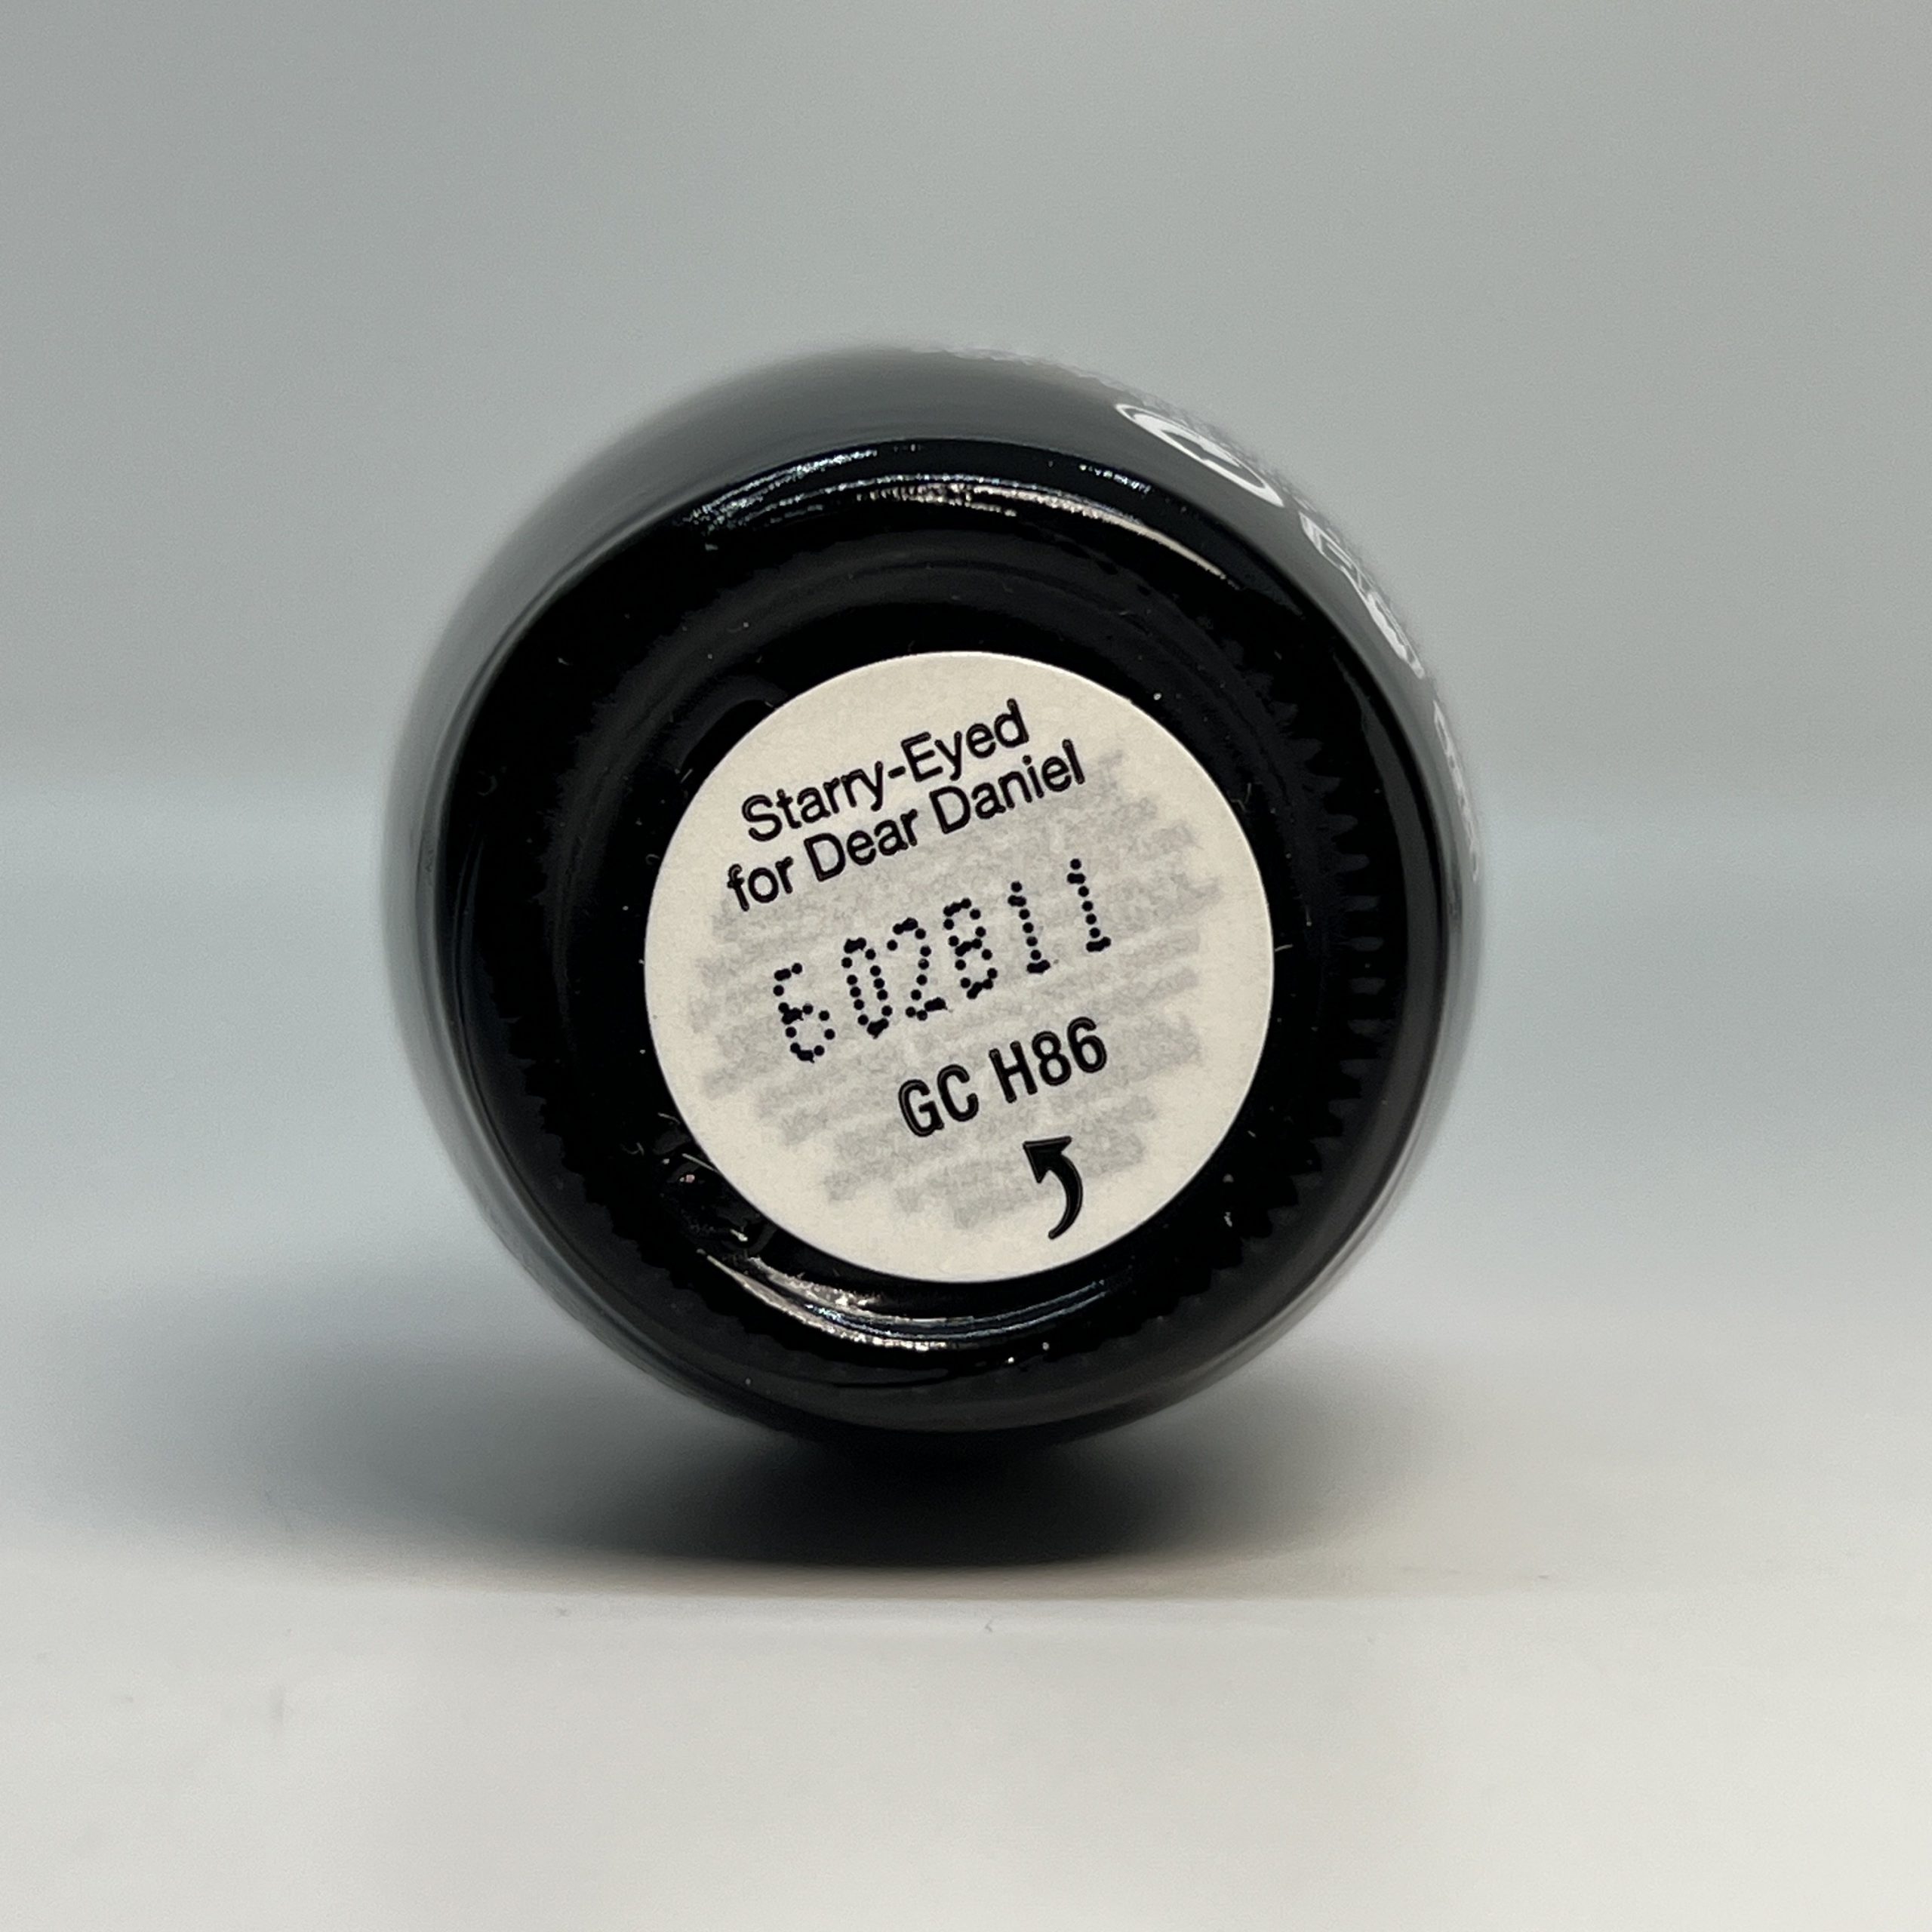 Starry-Eyed
for Dear Daniel
602811
GC H86